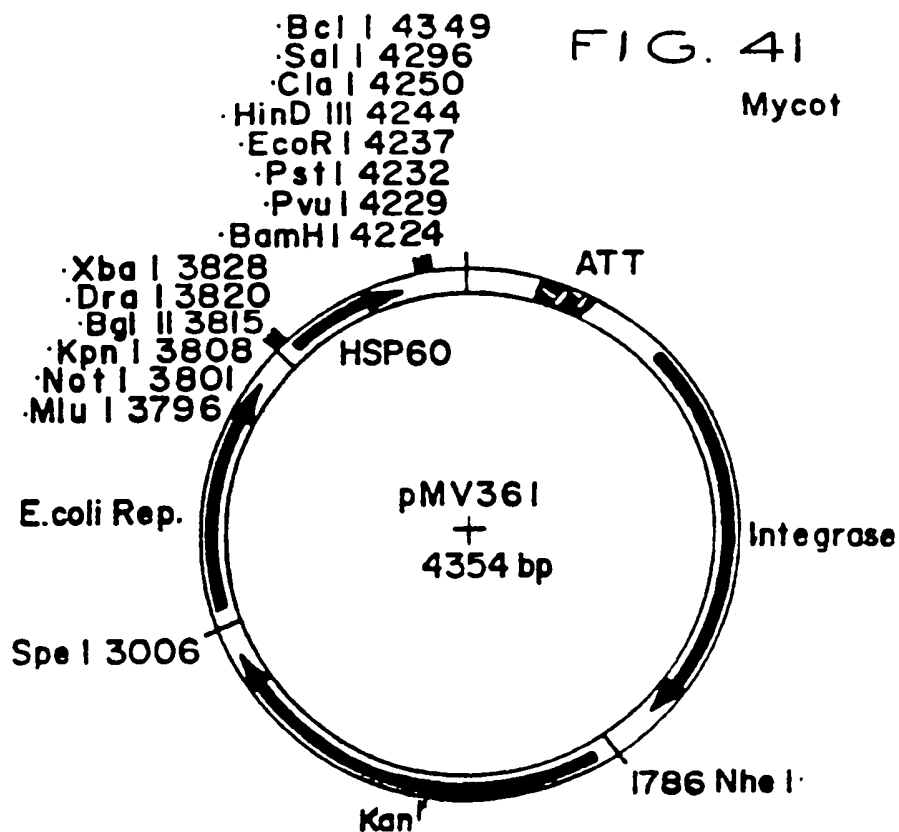 FIG. 41
Mycot
·Bcl I 4349
·Sal I 4296
·Cla I 4250
·HinD III 4244
·EcoR I 4237
·Pst I 4232
·Pvu I 4229
·BamH I 4224
·Xba I 3828
·Dra I 3820
·Bgl II 3815
·Kpn I 3808
·Not I 3801
·Mlu I 3796
ATT
HSP60
E.coli Rep.
pMV361
4354 bp
Integrase
Spe I 3006
1786 Nhe I·
Kanʳ